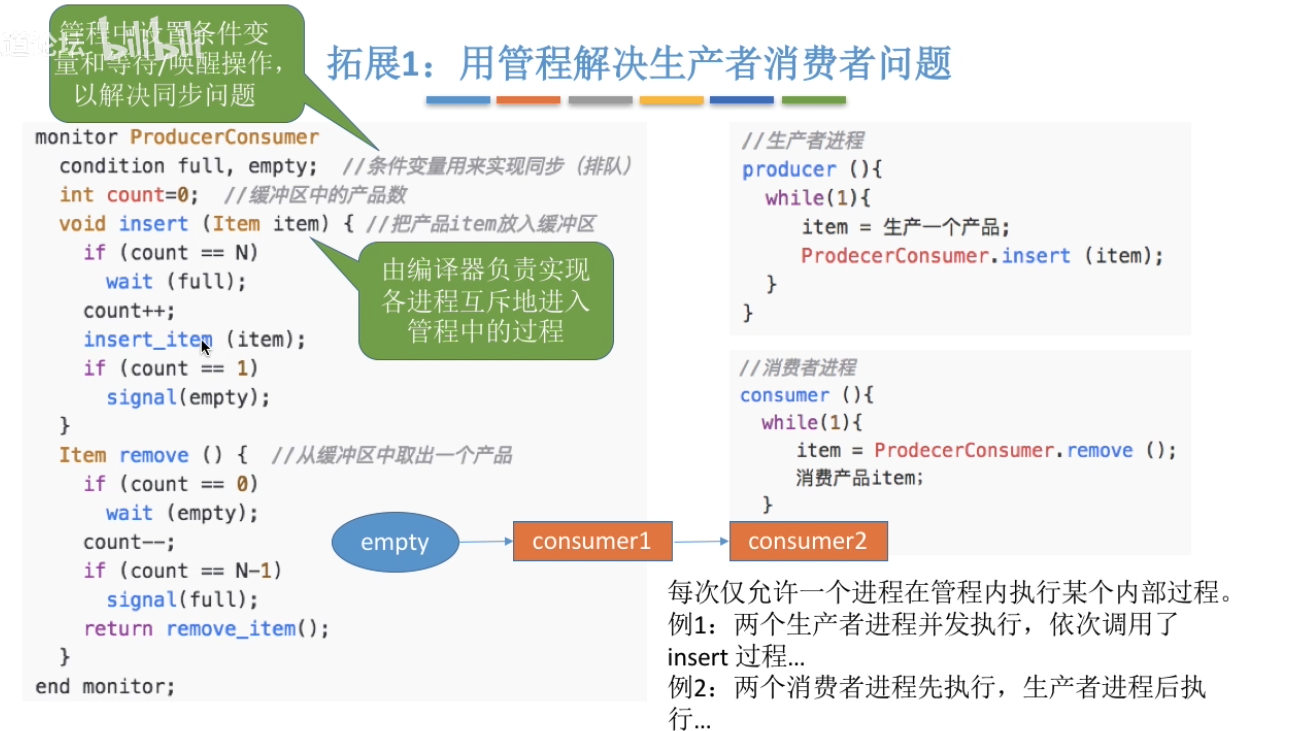 管程中设置条件变
量和等待/唤醒操作，
以解决同步问题
bilibili
拓展1：用管程解决生产者消费者问题
monitor ProducerConsumer
condition full, empty; //条件变量用来实现同步（排队）
int count=0; //缓冲区中的产品数
void insert (Item item) { //把产品item放入缓冲区
if (count == N)
wait (full);
count++;
insert_item (item);
if (count == 1)
signal(empty);
}
Item remove () { //从缓冲区中取出一个产品
if (count == 0)
wait (empty);
count--;
if (count == N-1)
signal(full);
return remove_item();
}
end monitor;
由编译器负责实现
各进程互斥地进入
管程中的过程
//生产者进程
producer (){
while(1){
item = 生产一个产品;
ProdecerConsumer.insert (item);
}
}
//消费者进程
consumer (){
while(1){
item = ProdecerConsumer.remove ();
消费产品item;
}
empty
consumer1
consumer2
每次仅允许一个进程在管程内执行某个内部过程。
例1：两个生产者进程并发执行，依次调用了
insert 过程...
例2：两个消费者进程先执行，生产者进程后执
行...